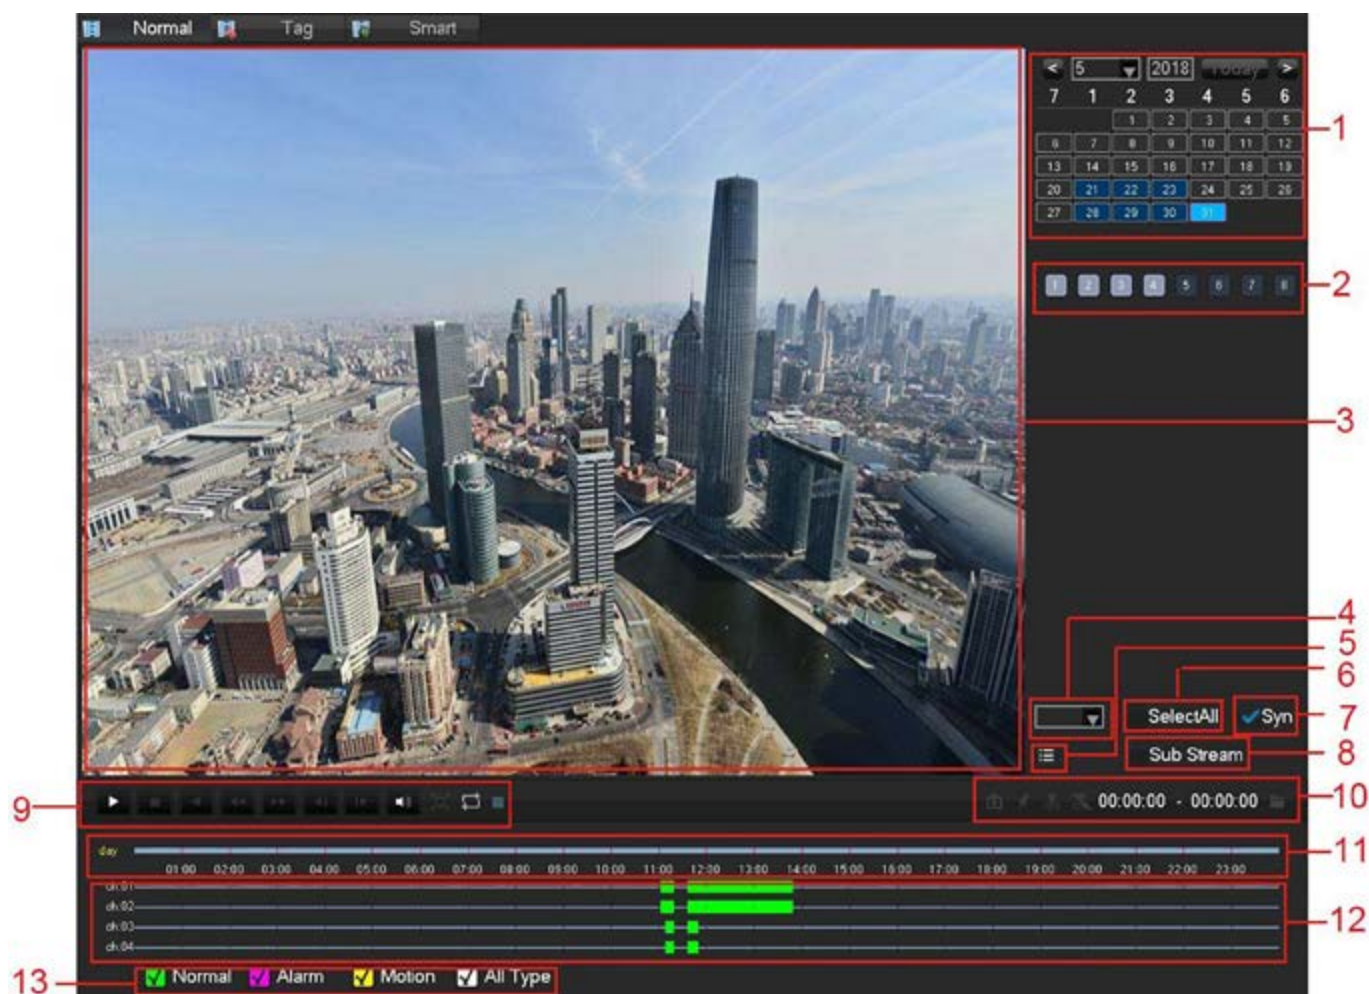 Normal Tag Smart
< 5 2018 Today >
7 1 2 3 4 5 6
1 2 3 4 5
6 7 8 9 10 11 12
13 14 15 16 17 18 19
20 21 22 23 24 25 26
27 28 29 30 31
1
1 2 3 4 5 6 7 8
2
3
4
5
6
SelectAll
Syn
7
Sub Stream
8
9
00:00:00 - 00:00:00
10
day
01:00 02:00 03:00 04:00 05:00 06:00 07:00 08:00 09:00 10:00 11:00 12:00 13:00 14:00 15:00 16:00 17:00 18:00 19:00 20:00 21:00 22:00 23:00
11
ch.01
ch.02
ch.03
ch.04
12
13
Normal Alarm Motion All Type